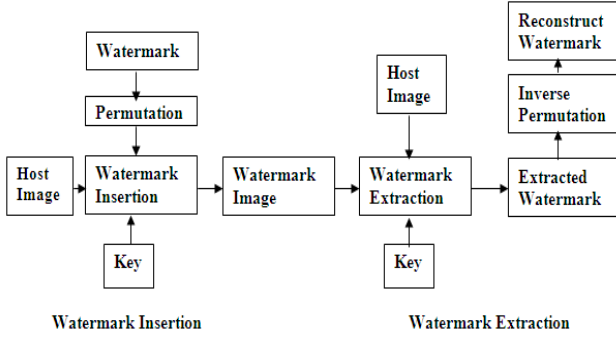 Watermark
Permutation
Host
Image
Watermark
Insertion
Key
Watermark
Image
Host
Image
Watermark
Extraction
Key
Extracted
Watermark
Inverse
Permutation
Reconstruct
Watermark
Watermark Insertion
Watermark Extraction